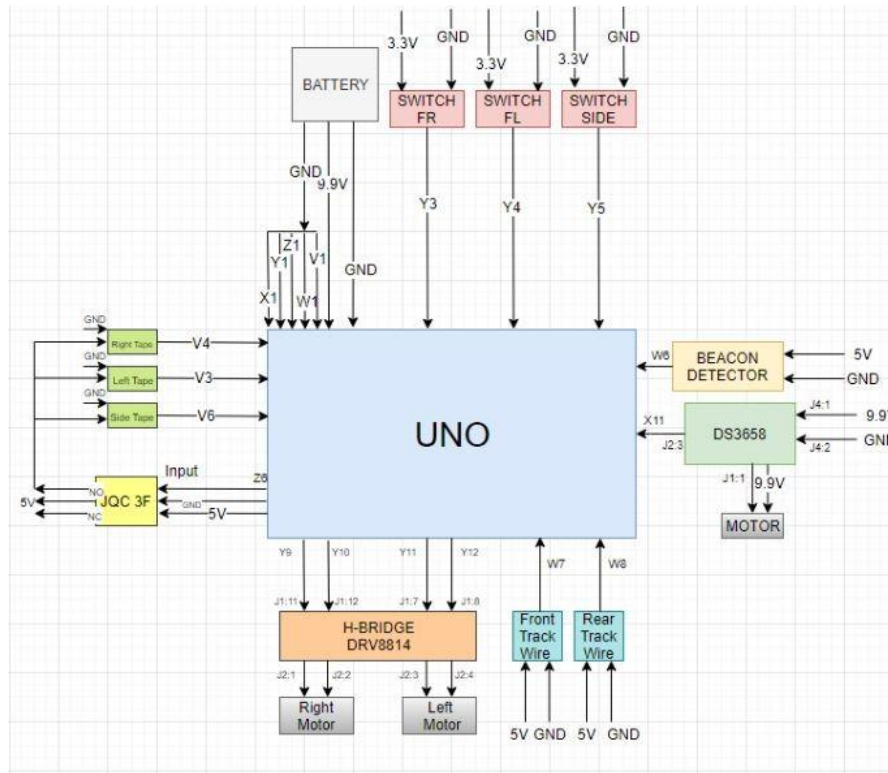 3.3V
GND
3.3V
GND
3.3V
GND
BATTERY
SWITCH
FR
SWITCH
FL
SWITCH
SIDE
GND
9.9V
Y3
Y4
Y5
Z1
Y1
V1
X1
W1
GND
GND
Right Tape
V4
GND
Left Tape
V3
GND
Side Tape
V6
UNO
W6
BEACON
DETECTOR
5V
GND
X11
J2:3
DS3658
J4:1
9.9V
J4:2
GND
J1:1
9.9V
MOTOR
Input
Z6
NO
5V
JQC 3F
GND
NC
5V
Y9
Y10
Y11
Y12
W7
W8
J1:11
J1:12
J1:7
J1:8
H-BRIDGE
DRV8814
Front
Track
Wire
Rear
Track
Wire
J2:1
J2:2
J2:3
J2:4
Right
Motor
Left
Motor
5V
GND
5V
GND